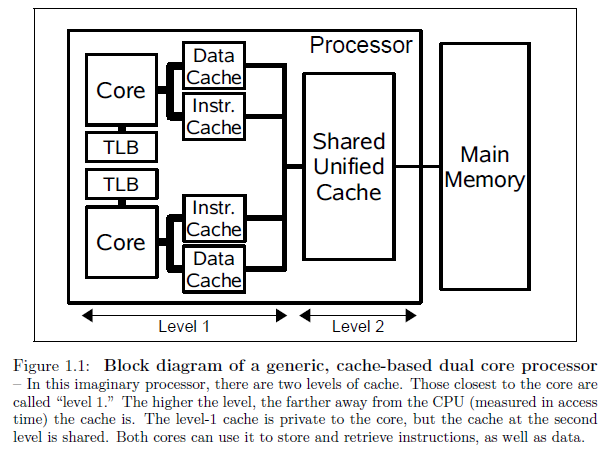 Processor
Data
Cache
Core
Instr.
Cache
TLB
Shared
Unified
Cache
Main
Memory
TLB
Instr.
Cache
Core
Data
Cache
Level 1
Level 2
Figure 1.1: Block diagram of a generic, cache-based dual core processor
– In this imaginary processor, there are two levels of cache. Those closest to the core are
called “level 1.” The higher the level, the farther away from the CPU (measured in access
time) the cache is. The level-1 cache is private to the core, but the cache at the second
level is shared. Both cores can use it to store and retrieve instructions, as well as data.